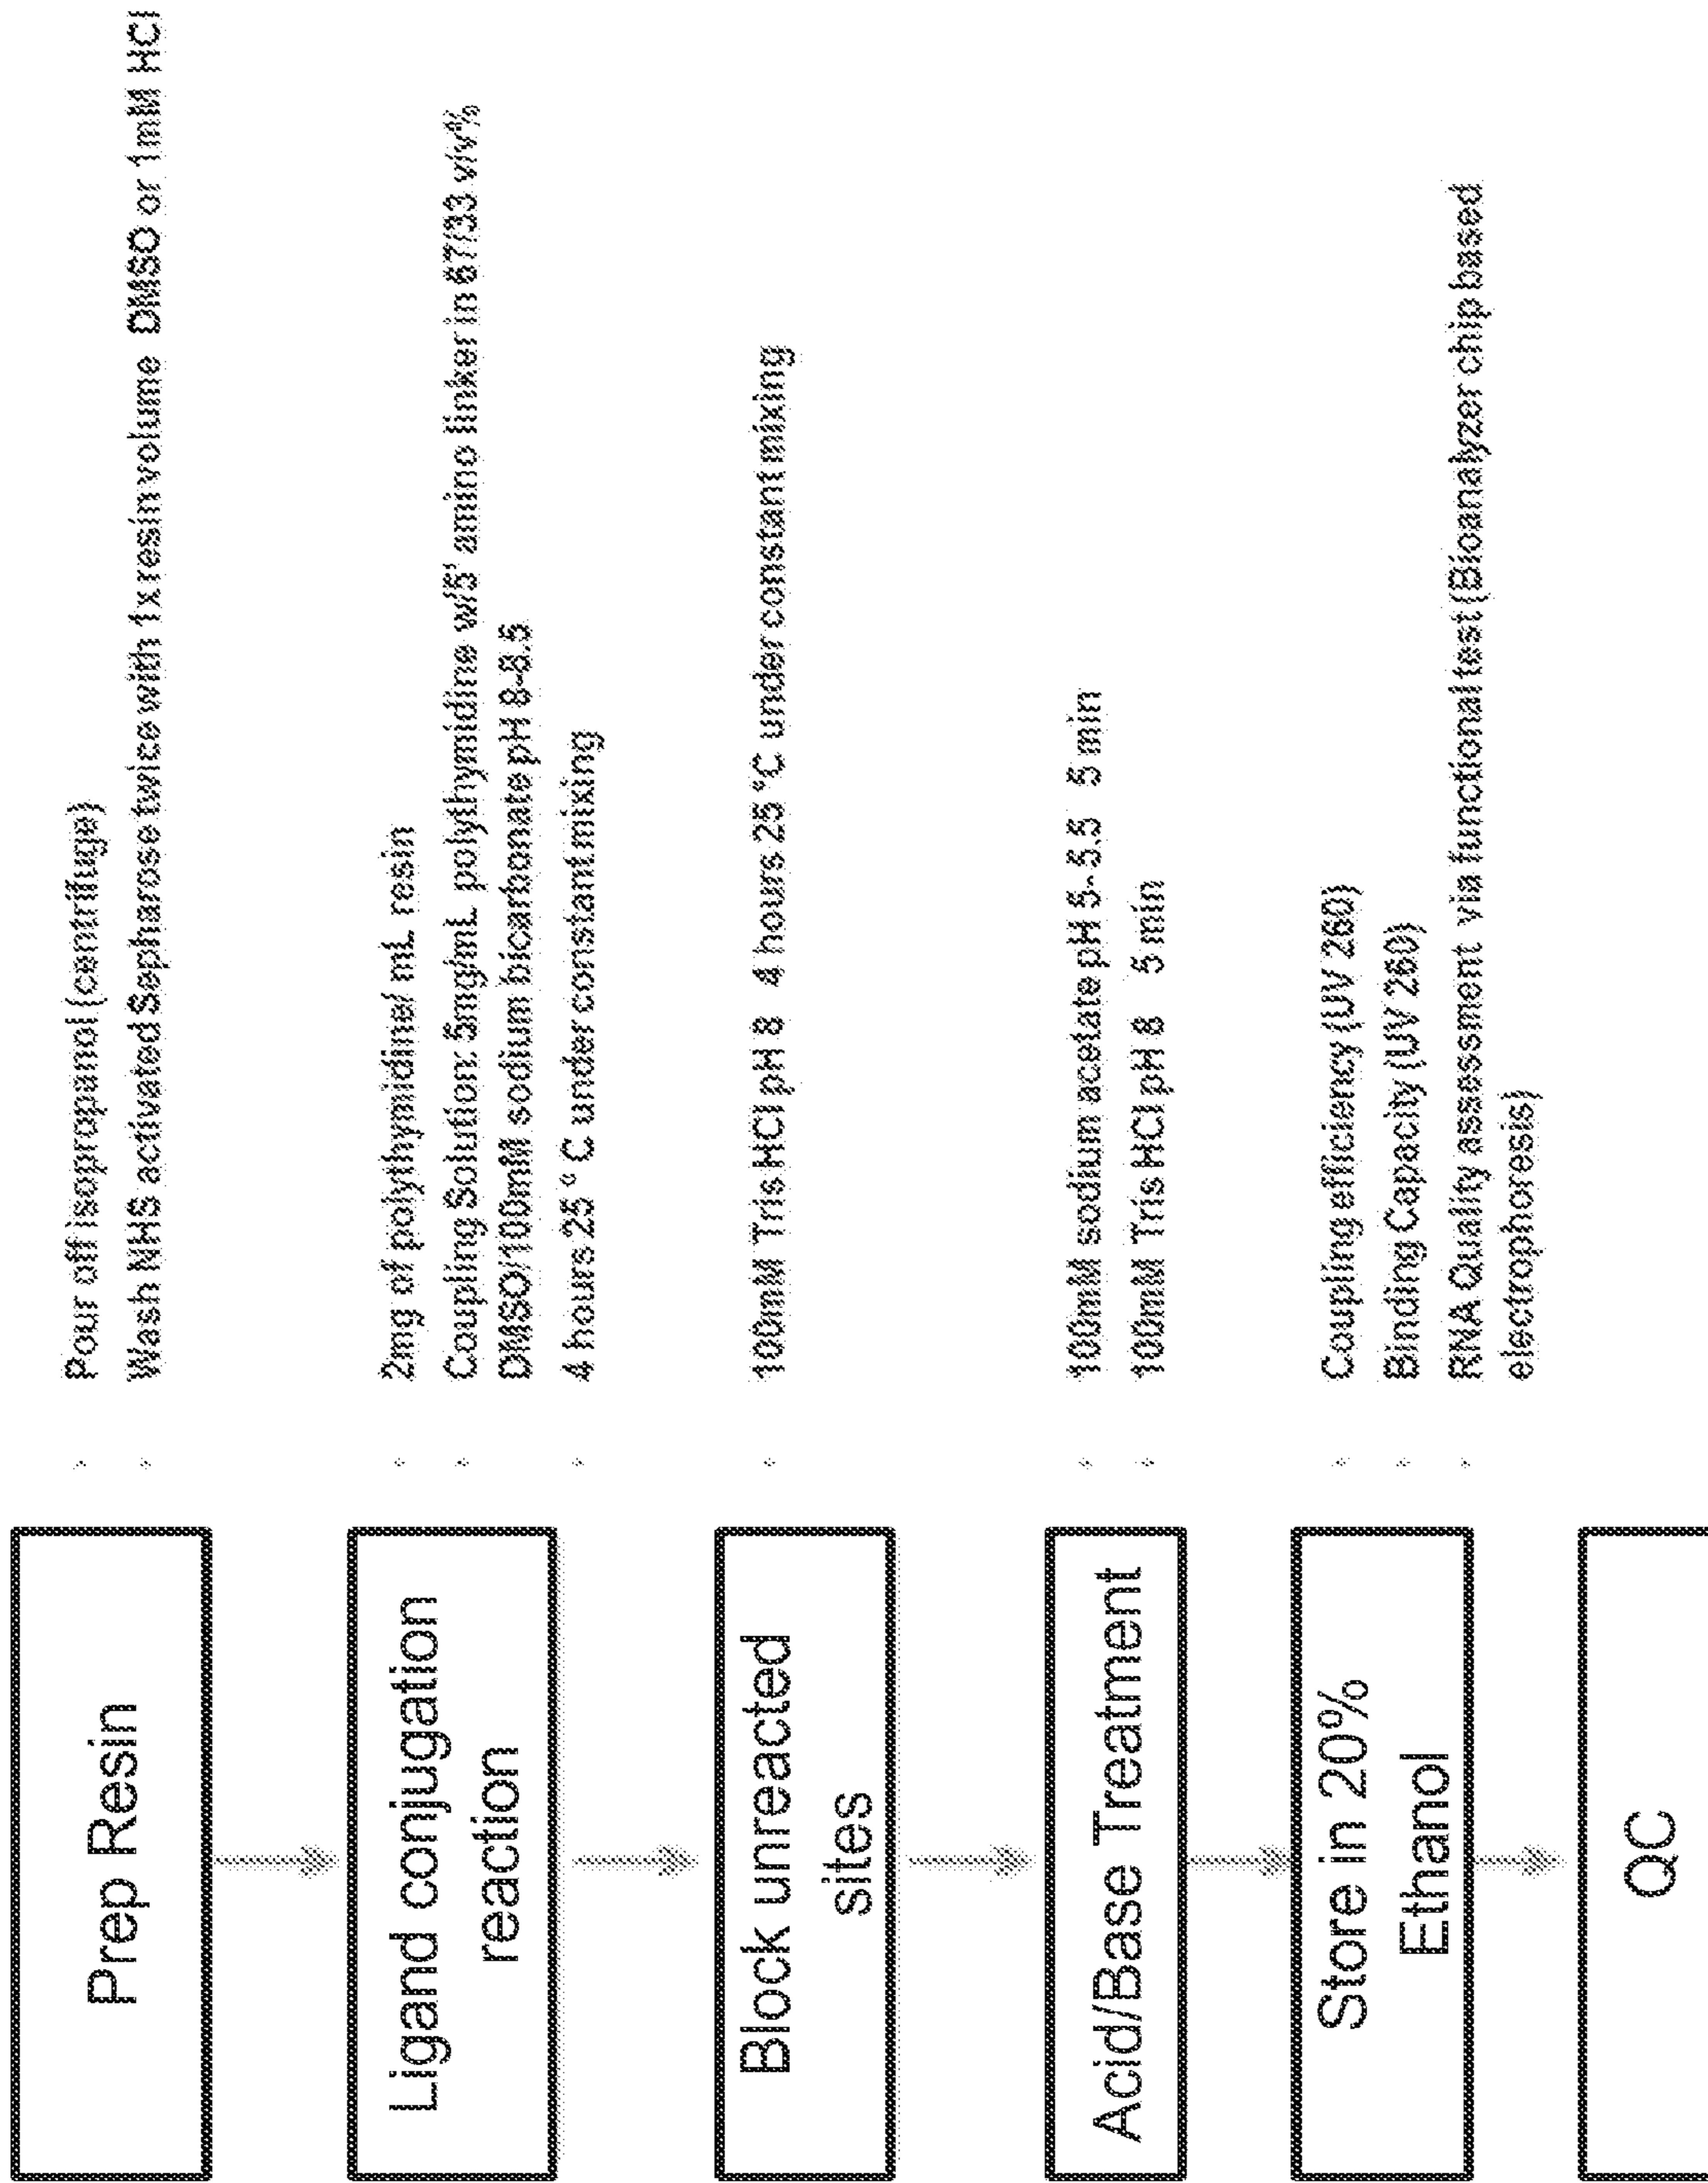 Prep Resin
Pour off isopropanol (centrifuge)
Wash NHS activated Sepharose twice with 1x resin volume DMSO or 1mM HCl
Ligand conjugation
reaction
2mg of polythymidine/ mL resin
Coupling Solution: 5mg/mL polythymidine w/5' amino linker in 67/33 v/v%
DMSO/100mM sodium bicarbonate pH 8-8.5
4 hours 25 ° C under constant mixing
Block unreacted
sites
100mM Tris HCl pH 8 4 hours 25 °C under constant mixing
Acid/Base Treatment
100mM sodium acetate pH 5-5.5 5 min
100mM Tris HCl pH 8 5 min
Store in 20%
Ethanol
Coupling efficiency (UV 260)
Binding Capacity (UV 260)
RNA Quality assessment via functional test (Bioanalyzer chip based
electrophoresis)
QC